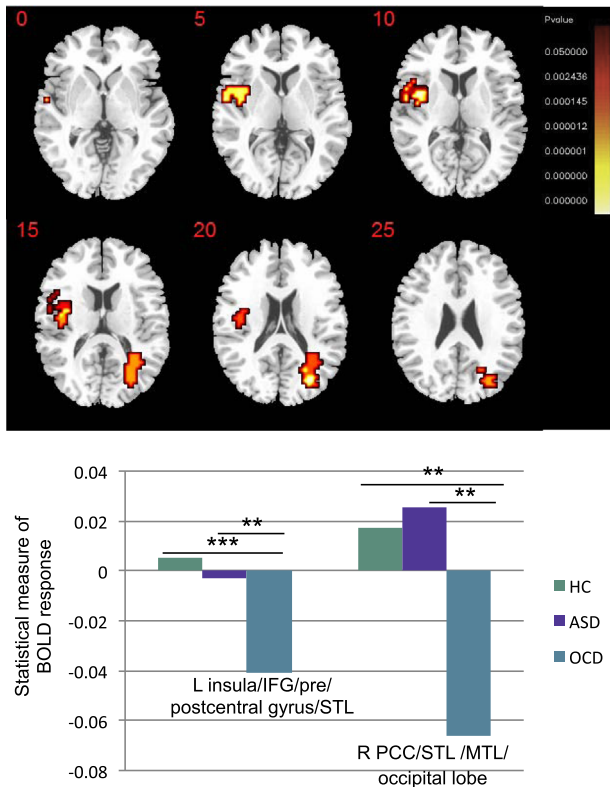 0
5
10
Pvalue
0.050000
0.002436
0.000145
0.000012
0.000001
0.000000
0.000000
15
20
25
0.04
0.02
0
-0.02
-0.04
-0.06
-0.08
Statistical measure of
BOLD response
***
**
**
**
L insula/IFG/pre/
postcentral gyrus/STL
R PCC/STL /MTL/
occipital lobe
HC
ASD
OCD